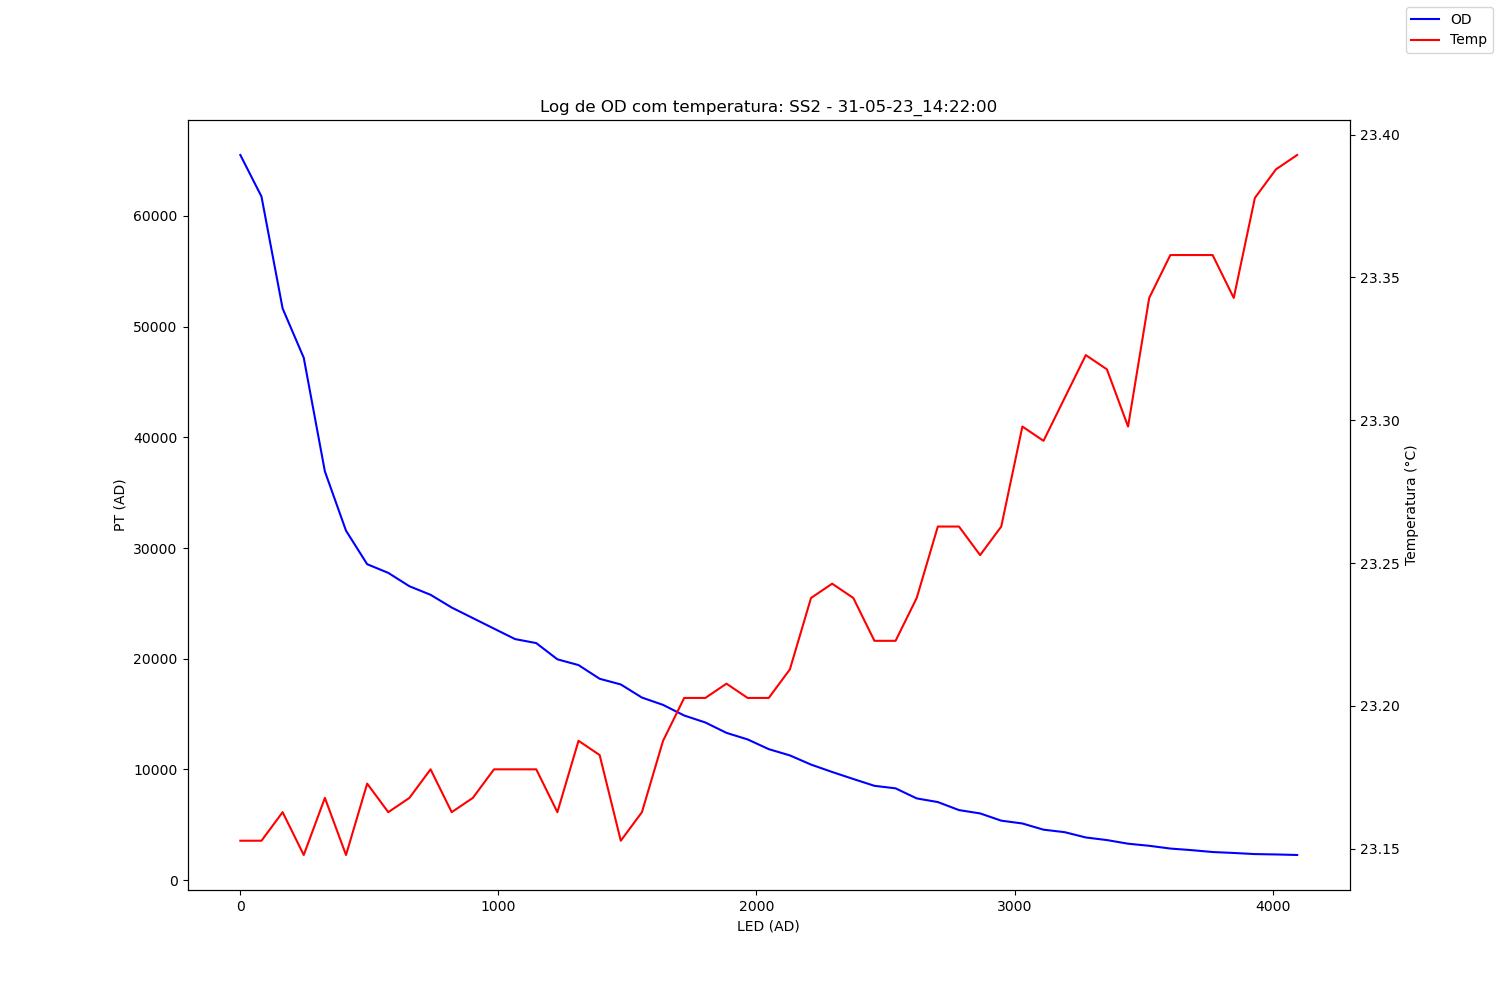 OD
Temp
Log de OD com temperatura: SS2 - 31-05-23_14:22:00
60000
50000
40000
30000
20000
10000
0
PT (AD)
23.40
23.35
23.30
23.25
23.20
23.15
Temperatura (°C)
0 1000 2000 3000 4000
LED (AD)